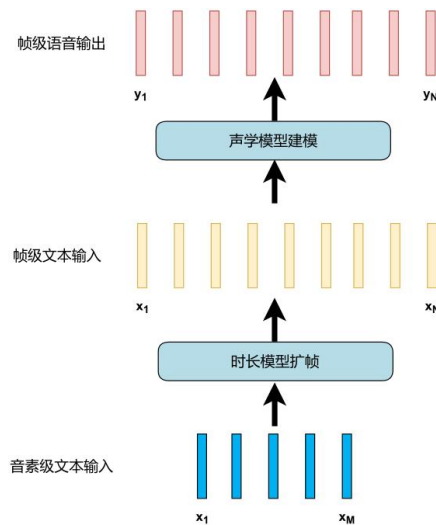 帧级语音输出
y1 yN
声学模型建模
帧级文本输入
x1 xN
时长模型扩帧
音素级文本输入
x1 xM